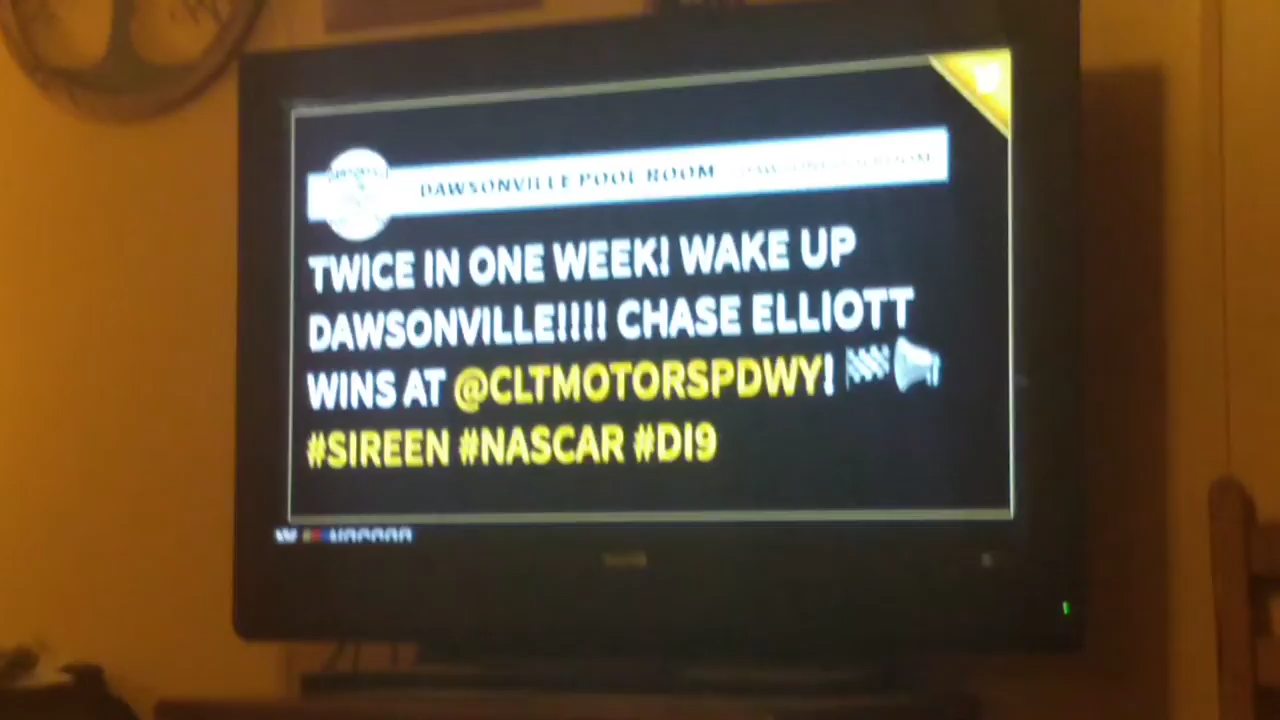 DAWSONVILLE POOL ROOM
TWICE IN ONE WEEK! WAKE UP
DAWSONVILLE!!!! CHASE ELLIOTT
WINS AT @CLTMOTORSPDWY!
#SIREEN #NASCAR #DI9